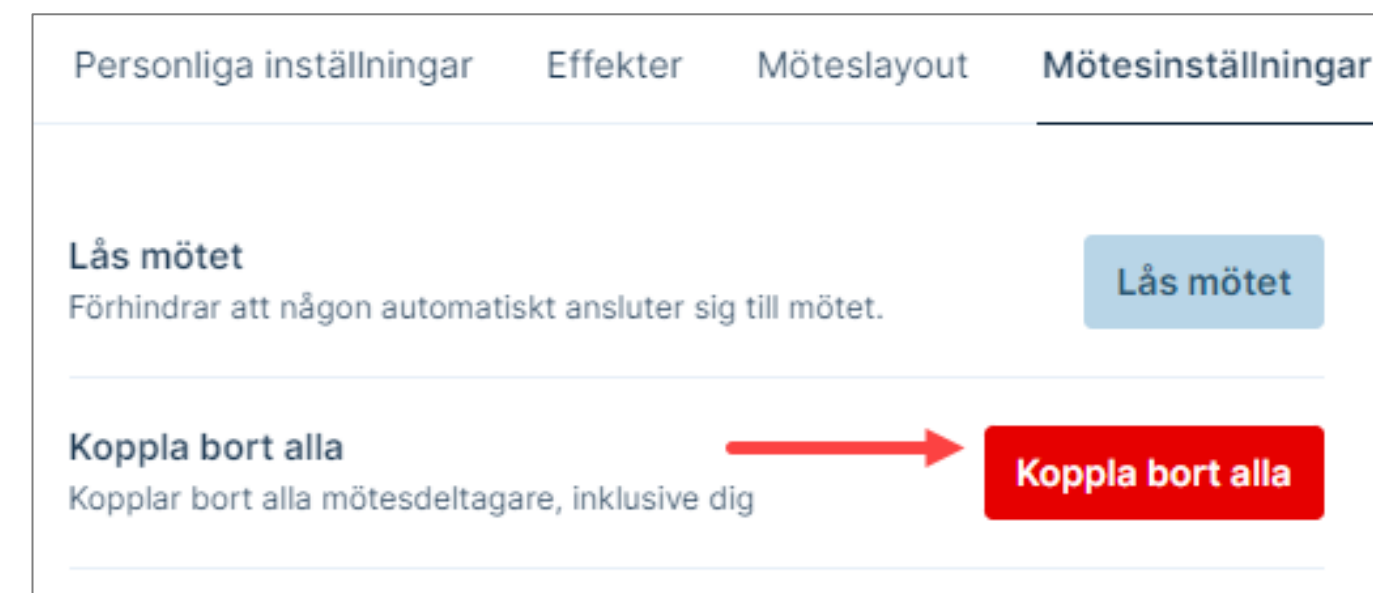 Personliga inställningar Effekter Möteslayout Mötesinställningar
Lås mötet
Förhindrar att någon automatiskt ansluter sig till mötet.
Lås mötet
Koppla bort alla
Kopplar bort alla mötesdeltagare, inklusive dig
Koppla bort alla